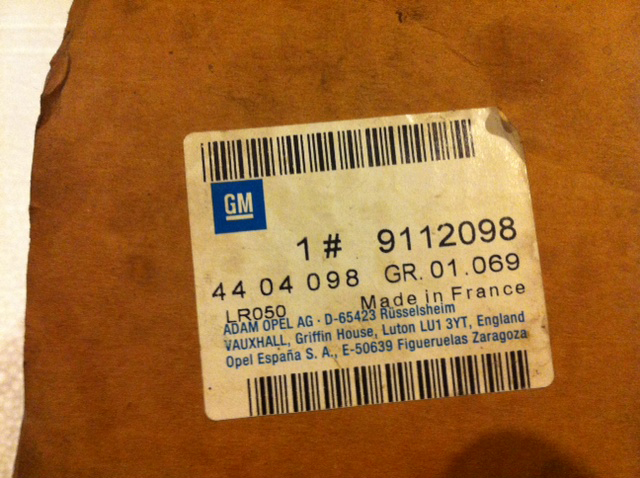 GM
1 # 9112098
44 04 098 GR. 01.069
LR050 Made in France
ADAM OPEL AG · D-65423 Rüsselsheim
VAUXHALL, Griffin House, Luton LU1 3YT, England
Opel España S. A., E-50639 Figueruelas Zaragoza